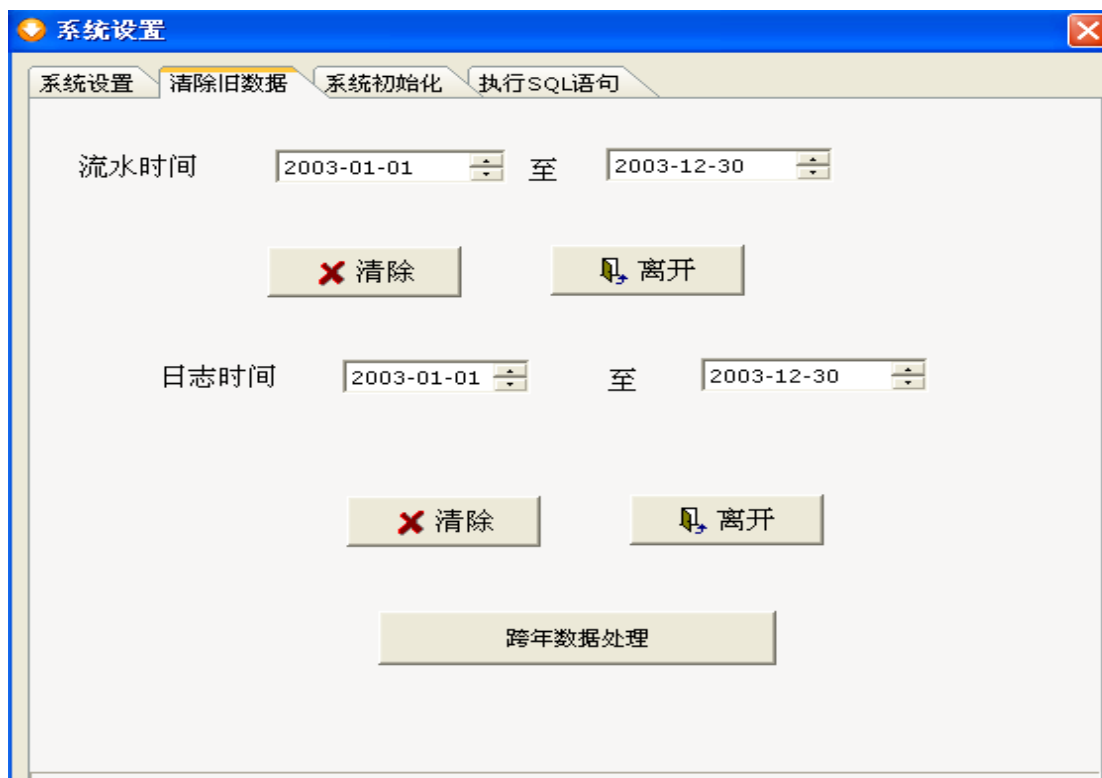 系统设置
系统设置 清除旧数据 系统初始化 执行SQL语句
流水时间 2003-01-01 至 2003-12-30
清除 离开
日志时间 2003-01-01 至 2003-12-30
清除 离开
跨年数据处理